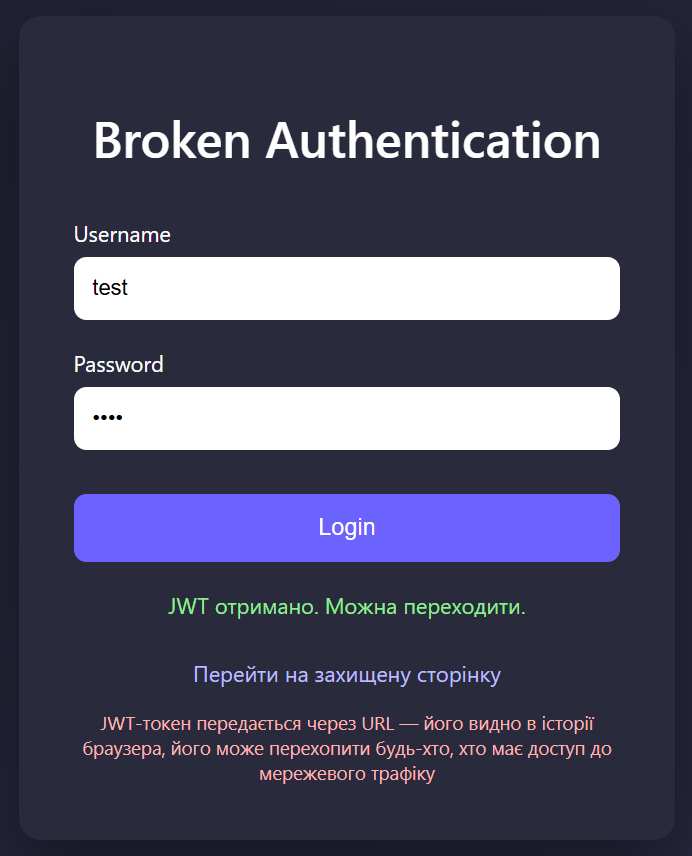 Broken Authentication
Username
test
Password
••••
Login
JWT отримано. Можна переходити.
Перейти на захищену сторінку
JWT-токен передається через URL — його видно в історії
браузера, його може перехопити будь-хто, хто має доступ до
мережевого трафіку